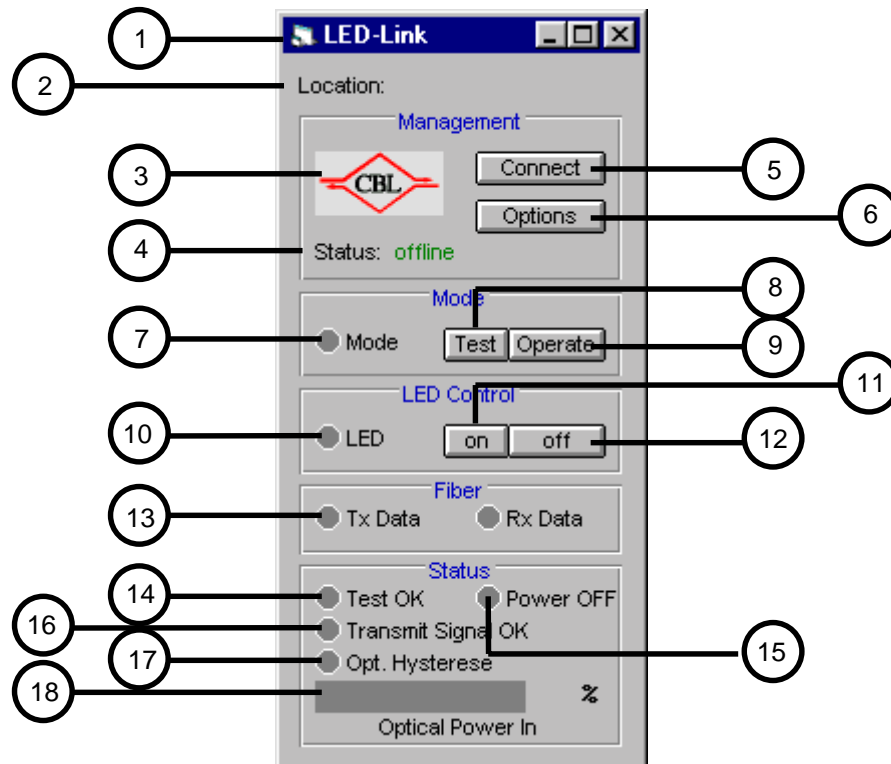 1
LED-Link
2
Location:
Management
3
CBL
Connect
5
Options
6
4
Status: offline
Mode
8
7
Mode
Test
Operate
9
LED Control
11
10
LED
on
off
12
Fiber
13
Tx Data
Rx Data
Status
14
Test OK
Power OFF
16
Transmit Signal OK
15
17
Opt. Hysterese
18
%
Optical Power In